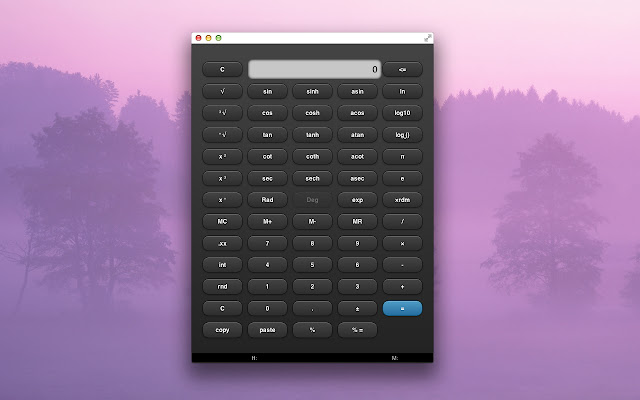 C 0 <=
√ sin sinh asin ln
³√ cos cosh acos log10
ˣ√ tan tanh atan log()
x² cot coth acot π
x³ sec sech asec e
xˣ Rad Deg exp xrdm
MC M+ M- MR /
.xx 7 8 9 ×
int 4 5 6 -
rnd 1 2 3 +
C 0 . ± =
copy paste % % =
H: M: